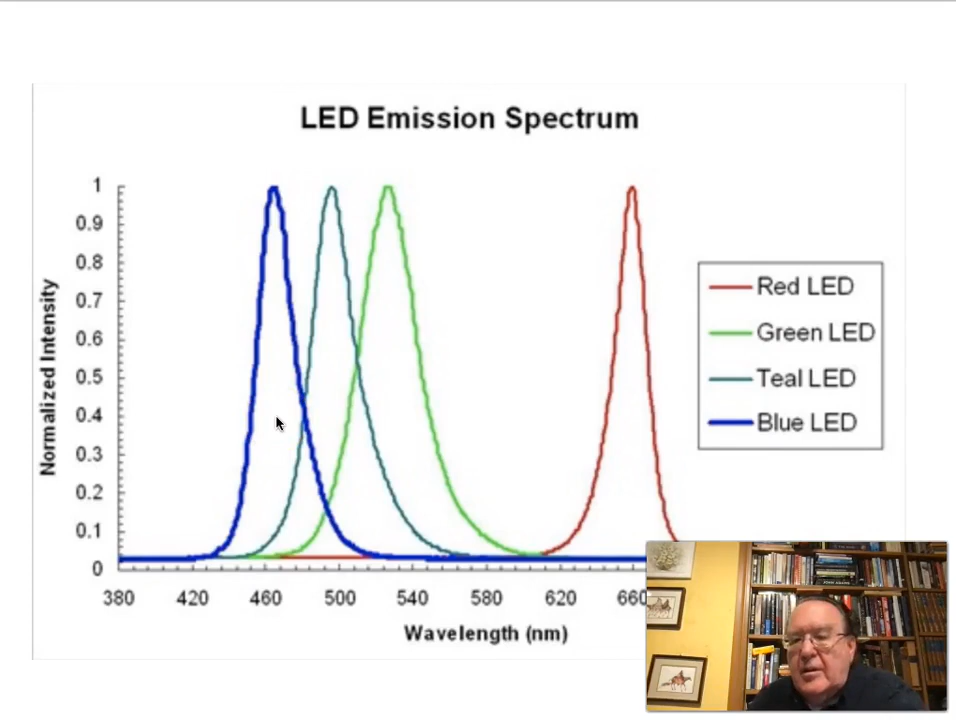 LED Emission Spectrum
1
0.9
0.8
0.7
0.6
0.5
0.4
0.3
0.2
0.1
0
Normalized Intensity
380 420 460 500 540 580 620 660
Wavelength (nm)
Red LED
Green LED
Teal LED
Blue LED